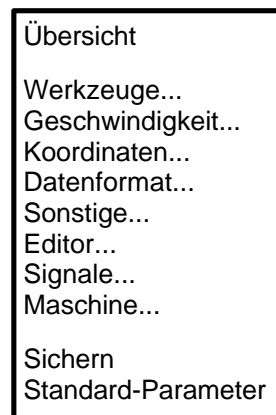 Übersicht
Werkzeuge...
Geschwindigkeit...
Koordinaten...
Datenformat...
Sonstige...
Editor...
Signale...
Maschine...
Sichern
Standard-Parameter